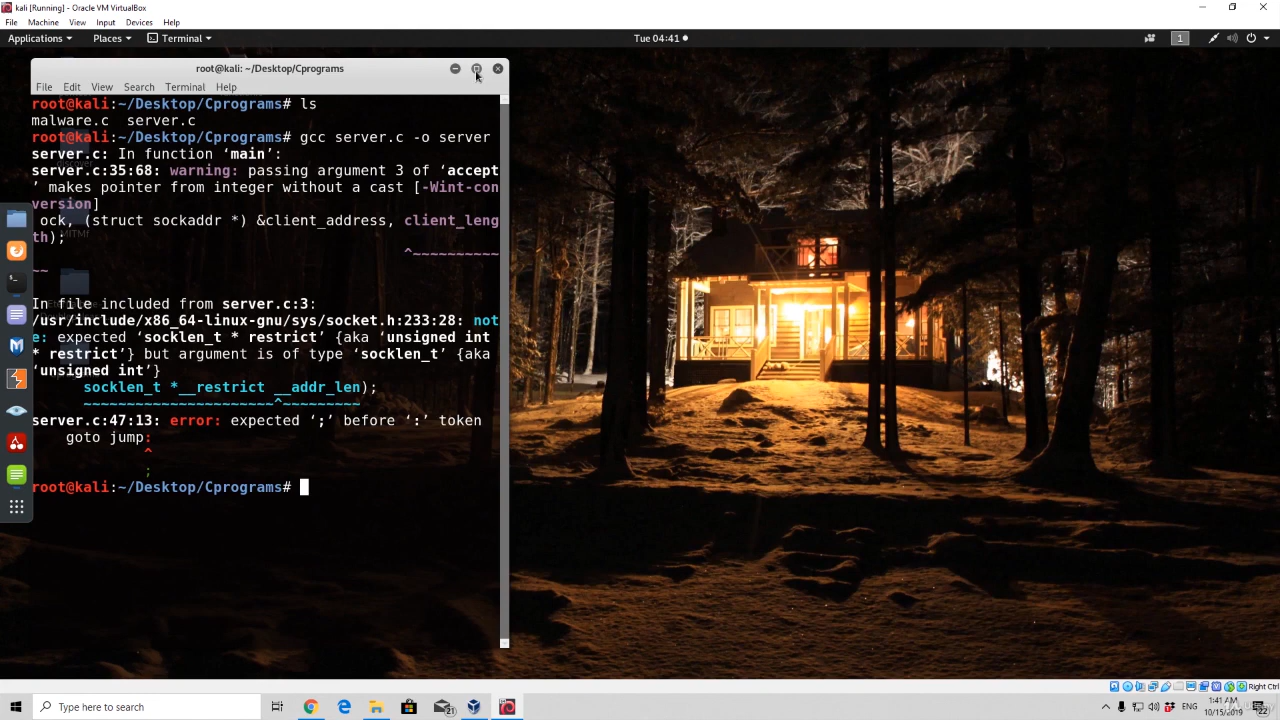 kali [Running] - Oracle VM VirtualBox
File Machine View Input Devices Help
Applications Places Terminal Tue 04:41 1
root@kali: ~/Desktop/Cprograms
File Edit View Search Terminal Help
root@kali:~/Desktop/Cprograms# ls
malware.c server.c
root@kali:~/Desktop/Cprograms# gcc server.c -o server
server.c: In function ‘main’:
server.c:35:68: warning: passing argument 3 of ‘accept
’ makes pointer from integer without a cast [-Wint-con
version]
ock, (struct sockaddr *) &client_address, client_leng
th);
^~~~~~~~~~~
~~
In file included from server.c:3:
/usr/include/x86_64-linux-gnu/sys/socket.h:233:28: not
e: expected ‘socklen_t * restrict’ {aka ‘unsigned int
* restrict’} but argument is of type ‘socklen_t’ {aka
‘unsigned int’}
socklen_t *__restrict __addr_len);
~~~~~~~~~~~~~~~~~~~~~~^~~~~~~~~~
server.c:47:13: error: expected ‘;’ before ‘:’ token
goto jump:
^
;
root@kali:~/Desktop/Cprograms#
MITMf
Right Ctrl
Type here to search
21
ENG
1:41 AM
10/15/2019
22